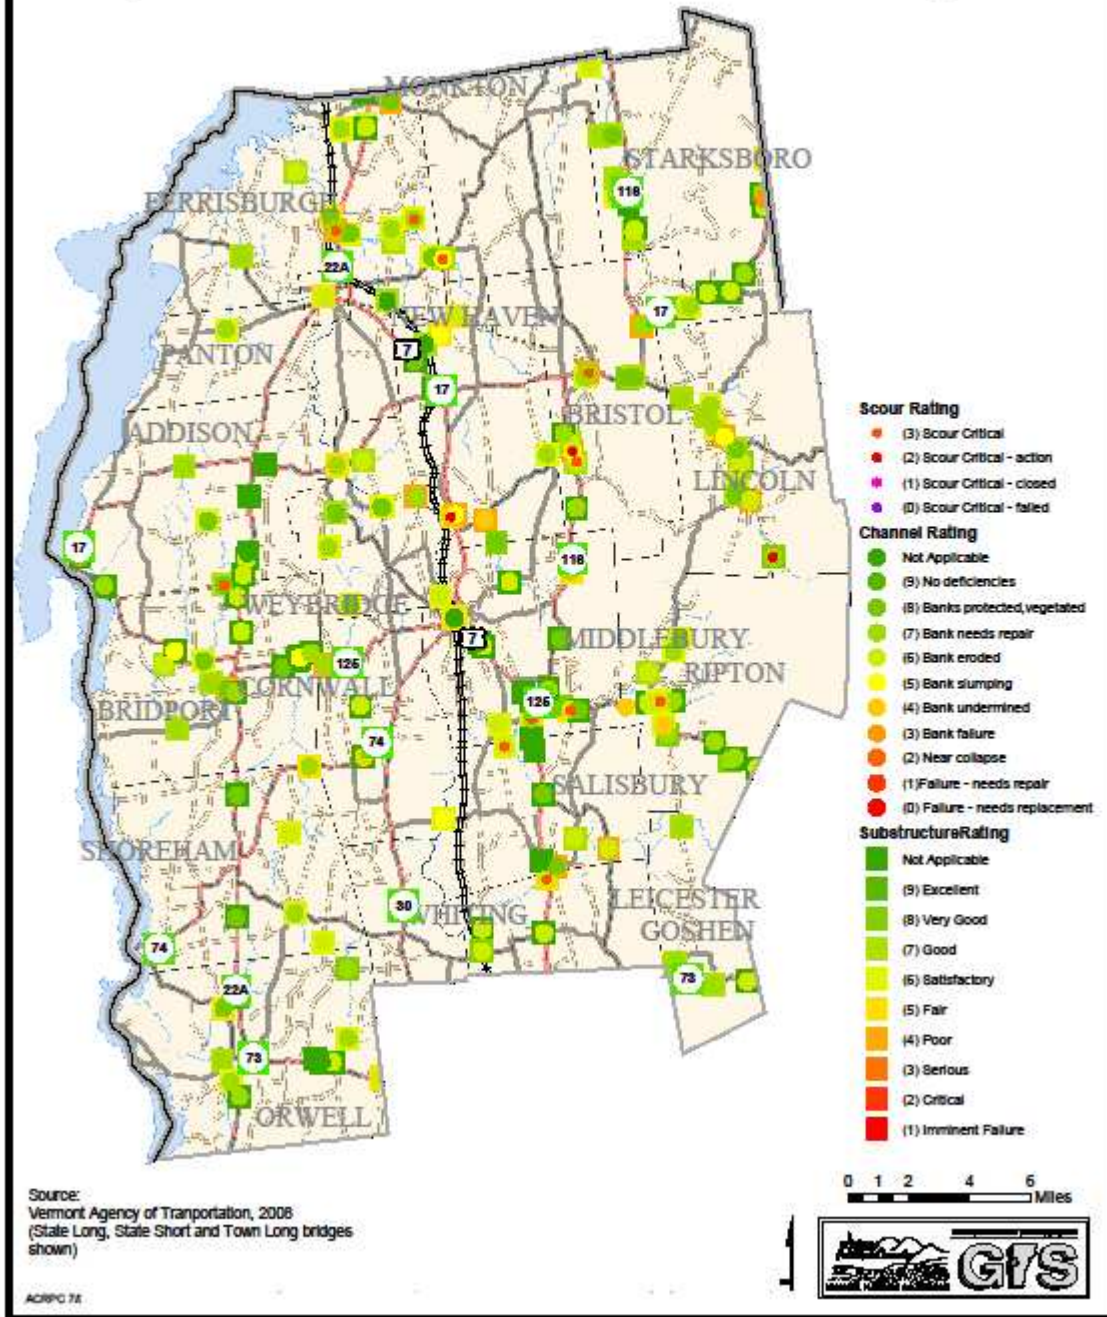 MONKTON
STARKSBORO
116
FERRISBURGH
22A
17
NEW HAVEN
7
PANTON
17
BRISTOL
ADDISON
LINCOLN
17
116
WEYBRIDGE
7
MIDDLEBURY
125
RIPTON
CORNWALL
125
BRIDPORT
74
SALISBURY
SHOREHAM
30
WHITING
LEICESTER
GOSHEN
74
73
22A
73
ORWELL
Scour Rating
(3) Scour Critical
(2) Scour Critical - action
(1) Scour Critical - closed
(0) Scour Critical - failed
Channel Rating
Not Applicable
(9) No deficiencies
(8) Banks protected,vegetated
(7) Bank needs repair
(6) Bank eroded
(5) Bank slumping
(4) Bank undermined
(3) Bank failure
(2) Near collapse
(1)Failure - needs repair
(0) Failure - needs replacement
SubstructureRating
Not Applicable
(9) Excellent
(8) Very Good
(7) Good
(6) Satisfactory
(5) Fair
(4) Poor
(3) Serious
(2) Critical
(1) Imminent Failure
0 1 2 4 6
Miles
Source:
Vermont Agency of Tranportation, 2008
(State Long, State Short and Town Long bridges
shown)
GIS